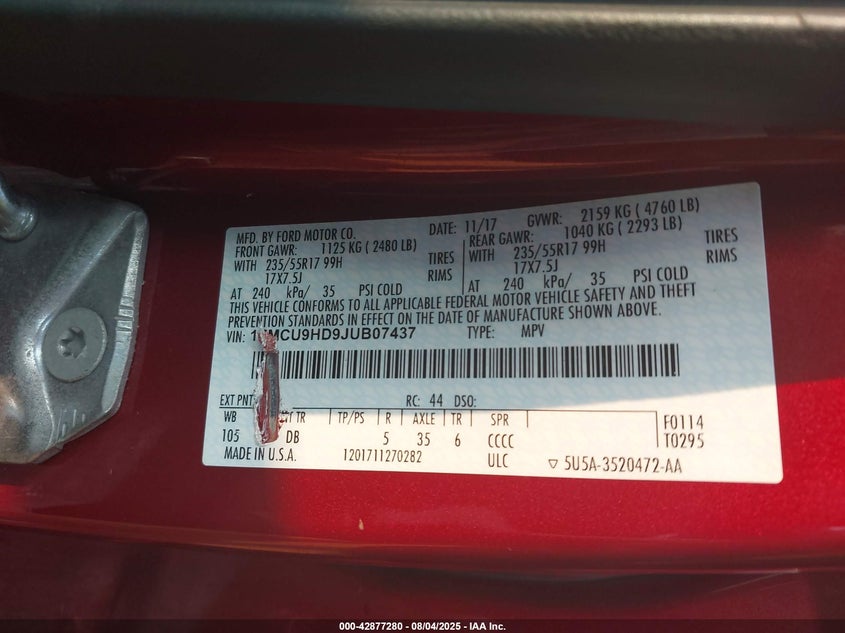 MFD. BY FORD MOTOR CO. DATE: 11/17 GVWR: 2159 KG ( 4760 LB)
FRONT GAWR: 1125 KG ( 2480 LB) REAR GAWR: 1040 KG ( 2293 LB)
WITH 235/55R17 99H TIRES WITH 235/55R17 99H TIRES
17X7.5J RIMS 17X7.5J RIMS
AT 240 kPa/ 35 PSI COLD AT 240 kPa/ 35 PSI COLD
THIS VEHICLE CONFORMS TO ALL APPLICABLE FEDERAL MOTOR VEHICLE SAFETY AND THEFT
PREVENTION STANDARDS IN EFFECT ON THE DATE OF MANUFACTURE SHOWN ABOVE.
VIN: MCU9HD9JUB07437 TYPE: MPV
EXT PNT RC: 44 DSO:
WB TR TP/PS R AXLE TR SPR F0114
105 DB 5 35 6 CCCC T0295
MADE IN U.S.A. 1201711270282 ULC ▽ 5U5A-3520472-AA
000-42877280 - 08/04/2025 - IAA Inc.